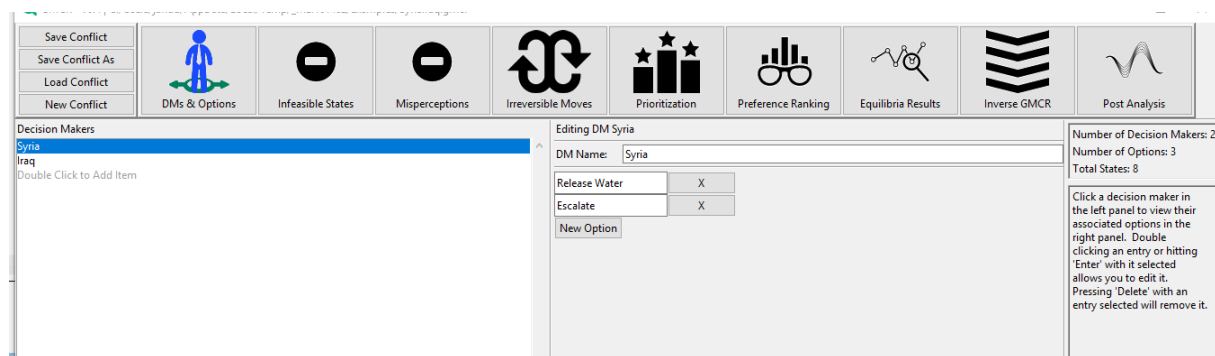 Save Conflict
Save Conflict As
Load Conflict
New Conflict
DMs & Options
Infeasible States
Misperceptions
Irreversible Moves
Prioritization
Preference Ranking
Equilibria Results
Inverse GMCR
Post Analysis
Decision Makers
Syria
Iraq
Double Click to Add Item
Editing DM Syria
DM Name: Syria
Release Water X
Escalate X
New Option
Number of Decision Makers: 2
Number of Options: 3
Total States: 8
Click a decision maker in
the left panel to view their
associated options in the
right panel. Double
clicking an entry or hitting
'Enter' with it selected
allows you to edit it.
Pressing 'Delete' with an
entry selected will remove it.